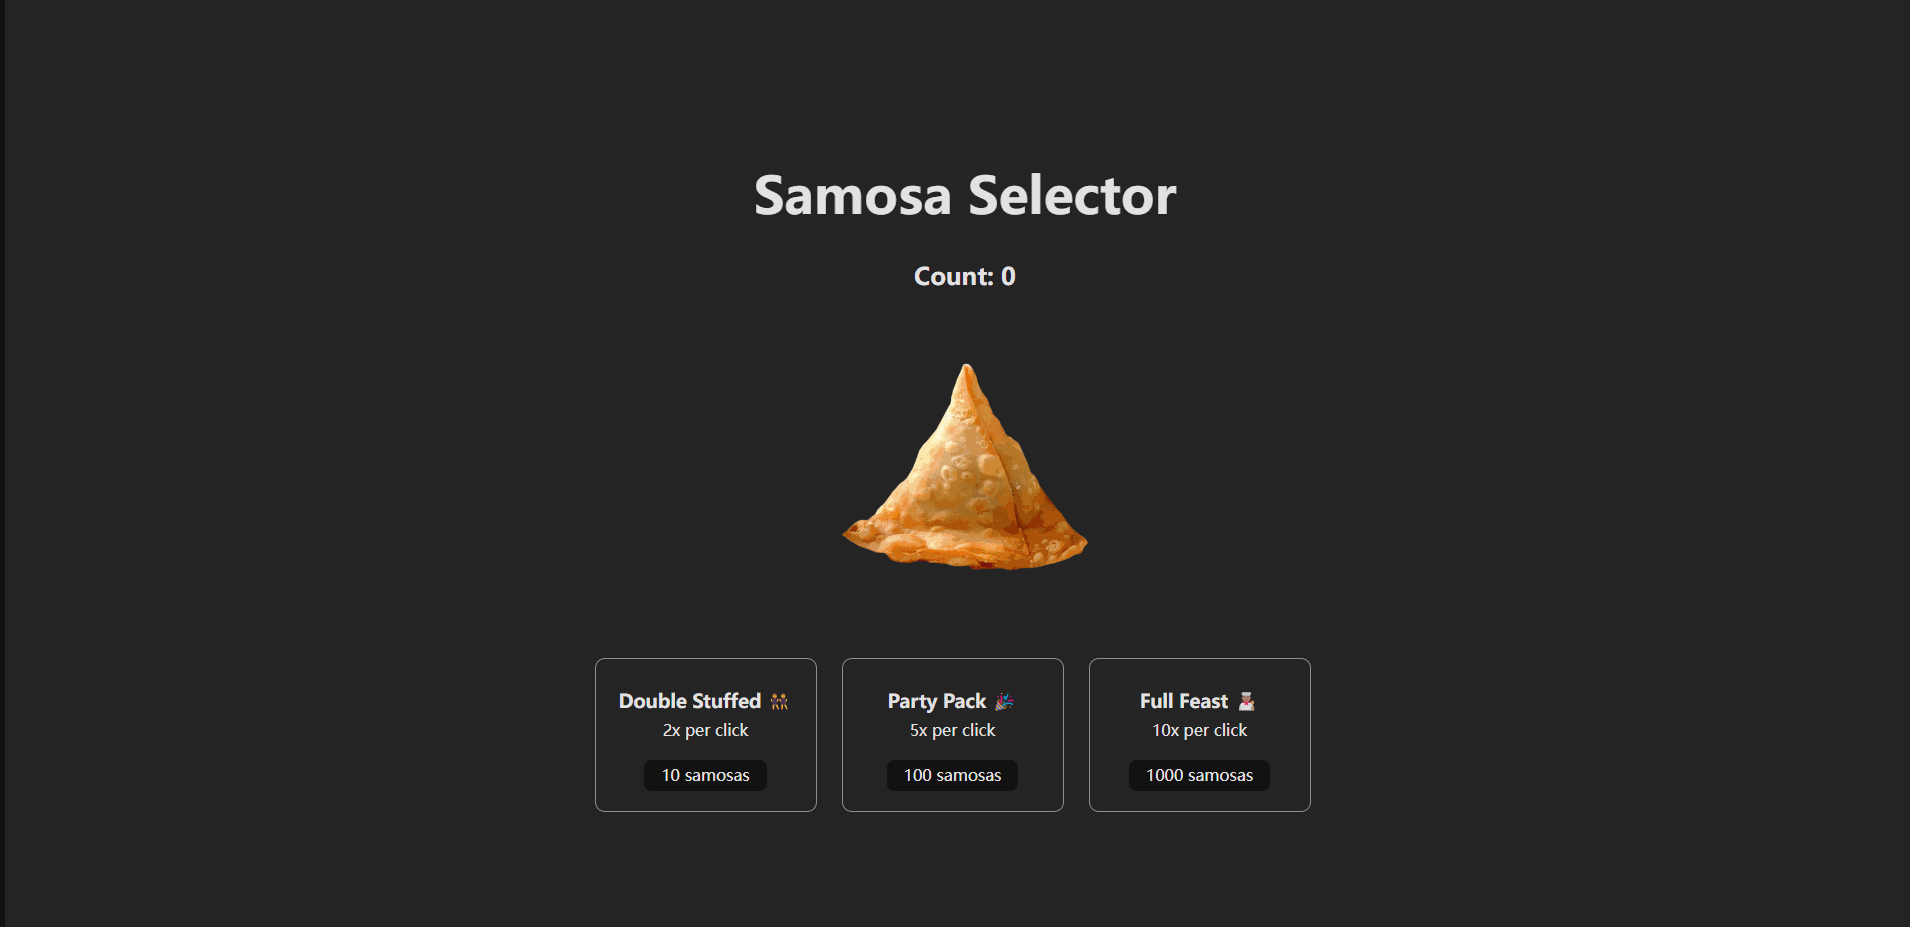 Samosa Selector
Count: 0
Double Stuffed 👯
2x per click
10 samosas
Party Pack 🎉
5x per click
100 samosas
Full Feast 👨‍🍳
10x per click
1000 samosas